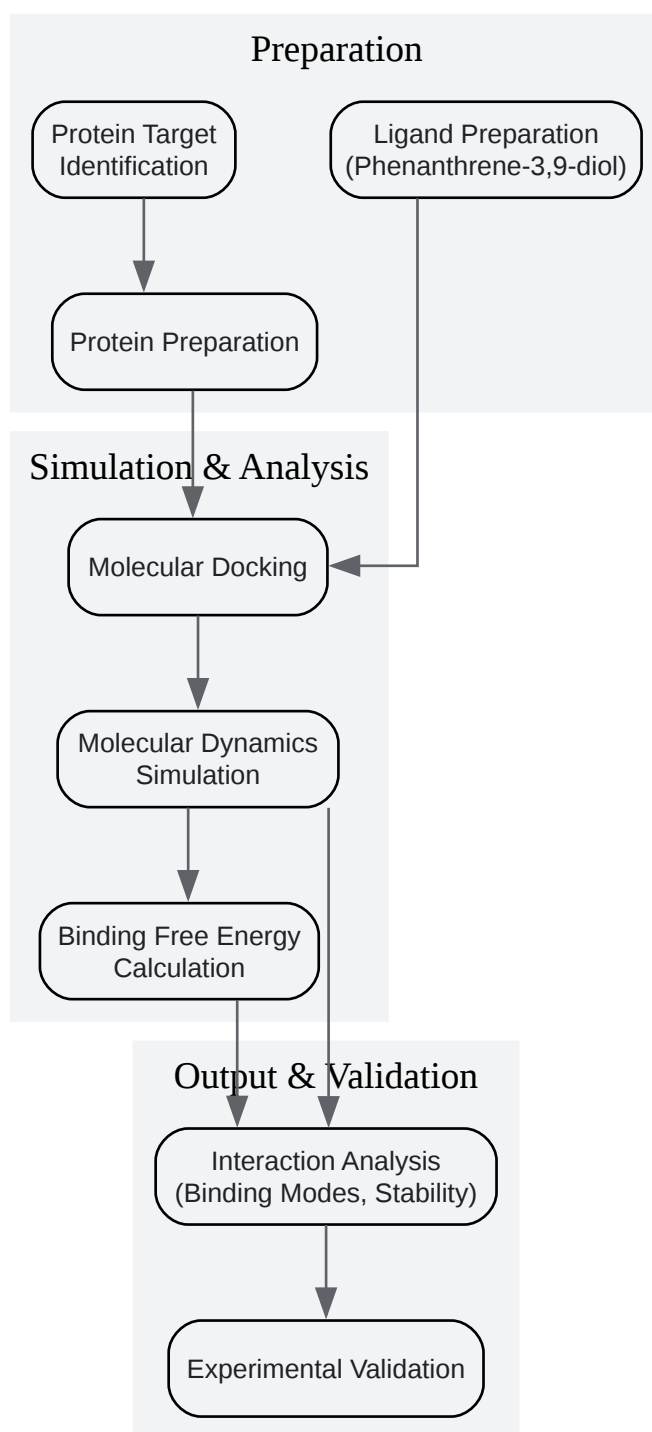 Preparation
Protein Target
Identification
Ligand Preparation
(Phenanthrene-3,9-diol)
Protein Preparation
Simulation & Analysis
Molecular Docking
Molecular Dynamics
Simulation
Binding Free Energy
Calculation
Output & Validation
Interaction Analysis
(Binding Modes, Stability)
Experimental Validation